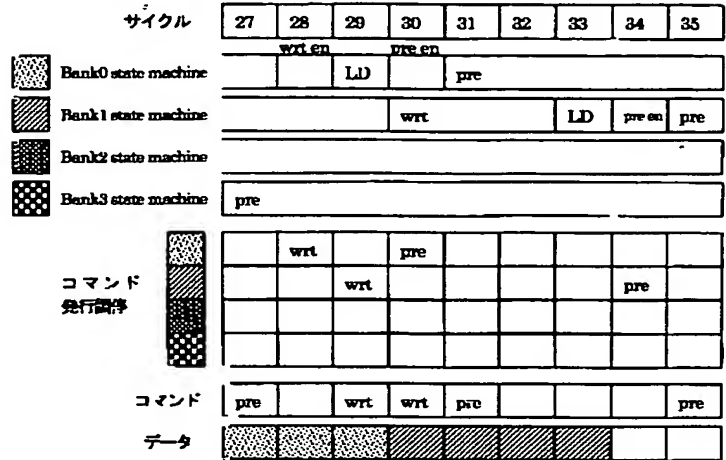 サイクル 27 28 29 30 31 32 33 34 35
wrt en pre en
Bank0 state machine LD pre
Bank1 state machine wrt LD pre en pre
Bank2 state machine
Bank3 state machine pre
wrt pre
wrt pre
コマンド
発行調停
コマンド pre wrt wrt pre pre
データ